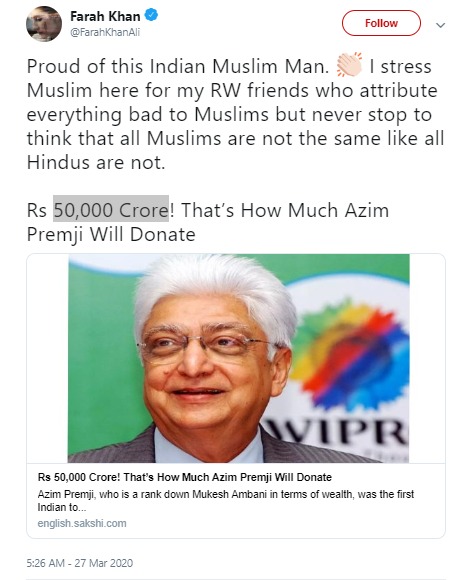 Farah Khan
@FarahKhanAli
Follow
Proud of this Indian Muslim Man. 👏🏻 I stress
Muslim here for my RW friends who attribute
everything bad to Muslims but never stop to
think that all Muslims are not the same like all
Hindus are not.
Rs 50,000 Crore! That's How Much Azim
Premji Will Donate
WIPR
Rs 50,000 Crore! That's How Much Azim Premji Will Donate
Azim Premji, who is a rank down Mukesh Ambani in terms of wealth, was the first
Indian to...
english.sakshi.com
5:26 AM - 27 Mar 2020